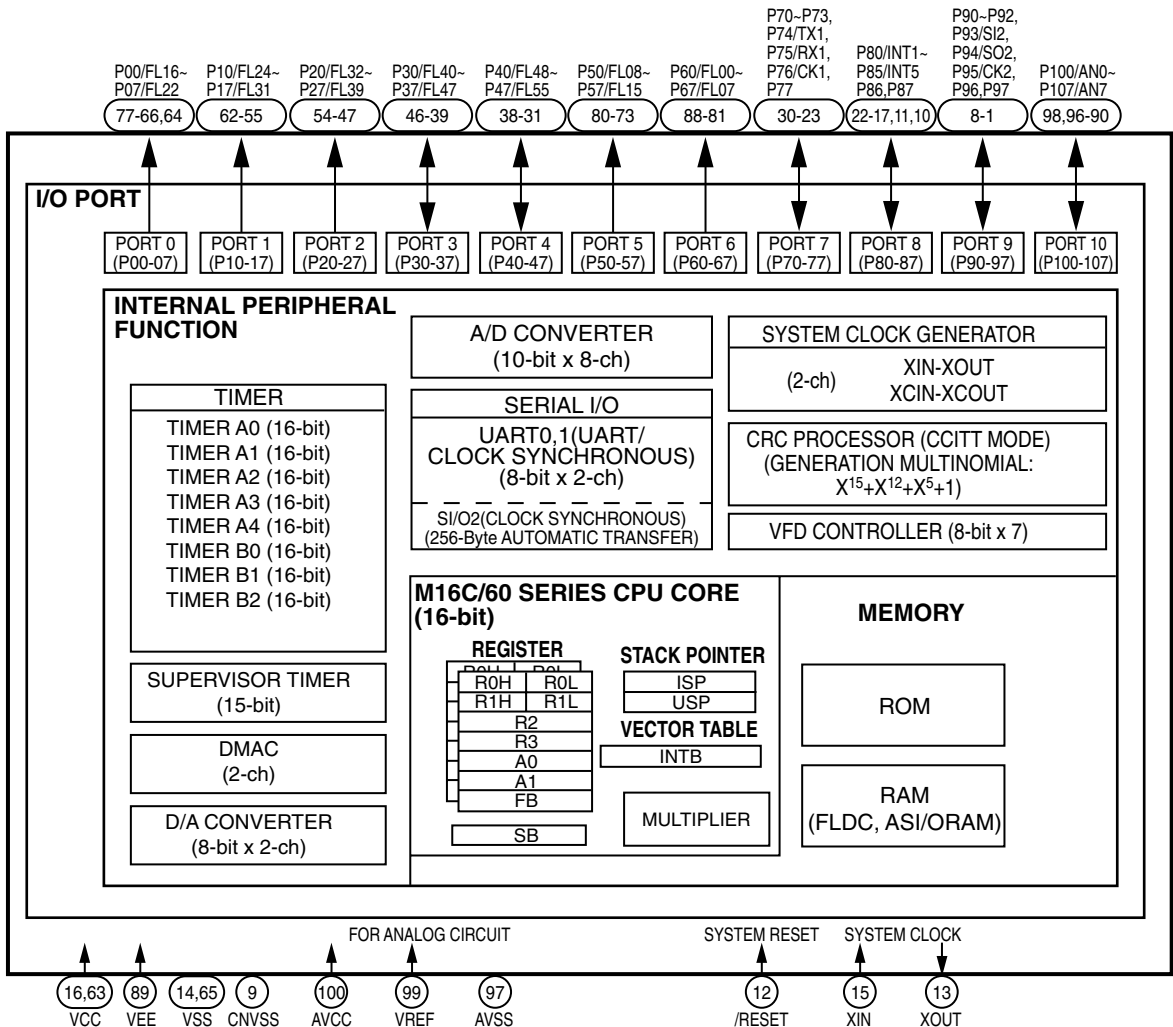 P00/FL16~
P07/FL22
P10/FL24~
P17/FL31
P20/FL32~
P27/FL39
P30/FL40~
P37/FL47
P40/FL48~
P47/FL55
P50/FL08~
P57/FL15
P60/FL00~
P67/FL07
P70~P73,
P74/TX1,
P75/RX1,
P76/CK1,
P77
P80/INT1~
P85/INT5
P86,P87
P90~P92,
P93/SI2,
P94/SO2,
P95/CK2,
P96,P97
P100/AN0~
P107/AN7
77-66,64
62-55
54-47
46-39
38-31
80-73
88-81
30-23
22-17,11,10
8-1
98,96-90
I/O PORT
PORT 0
(P00-07)
PORT 1
(P10-17)
PORT 2
(P20-27)
PORT 3
(P30-37)
PORT 4
(P40-47)
PORT 5
(P50-57)
PORT 6
(P60-67)
PORT 7
(P70-77)
PORT 8
(P80-87)
PORT 9
(P90-97)
PORT 10
(P100-107)
INTERNAL PERIPHERAL
FUNCTION
TIMER
TIMER A0 (16-bit)
TIMER A1 (16-bit)
TIMER A2 (16-bit)
TIMER A3 (16-bit)
TIMER A4 (16-bit)
TIMER B0 (16-bit)
TIMER B1 (16-bit)
TIMER B2 (16-bit)
SUPERVISOR TIMER
(15-bit)
DMAC
(2-ch)
D/A CONVERTER
(8-bit x 2-ch)
A/D CONVERTER
(10-bit x 8-ch)
SERIAL I/O
UART0,1(UART/
CLOCK SYNCHRONOUS)
(8-bit x 2-ch)
SI/O2(CLOCK SYNCHRONOUS)
(256-Byte AUTOMATIC TRANSFER)
SYSTEM CLOCK GENERATOR
(2-ch) XIN-XOUT
XCIN-XCOUT
CRC PROCESSOR (CCITT MODE)
(GENERATION MULTINOMIAL:
X¹⁵+X¹²+X⁵+1)
VFD CONTROLLER (8-bit x 7)
M16C/60 SERIES CPU CORE
(16-bit)
REGISTER
R0H R0L
R0H R0L
R1H R1L
R2
R3
A0
A1
FB
SB
STACK POINTER
ISP
USP
VECTOR TABLE
INTB
MULTIPLIER
MEMORY
ROM
RAM
(FLDC, ASI/ORAM)
FOR ANALOG CIRCUIT
SYSTEM RESET
SYSTEM CLOCK
16,63
89
14,65
9
100
99
97
12
15
13
VCC
VEE
VSS
CNVSS
AVCC
VREF
AVSS
/RESET
XIN
XOUT